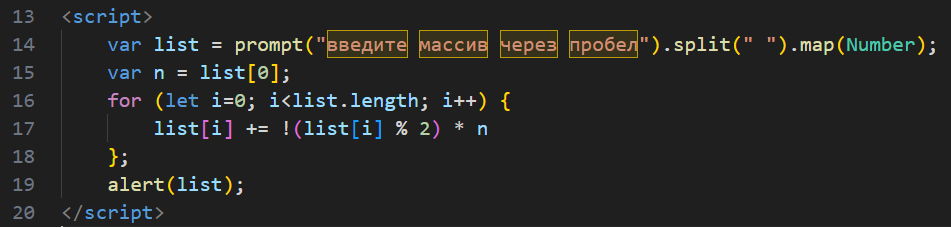 13 <script>
14 var list = prompt("введите массив через пробел").split(" ").map(Number);
15 var n = list[0];
16 for (let i=0; i<list.length; i++) {
17 list[i] += !(list[i] % 2) * n
18 };
19 alert(list);
20 </script>